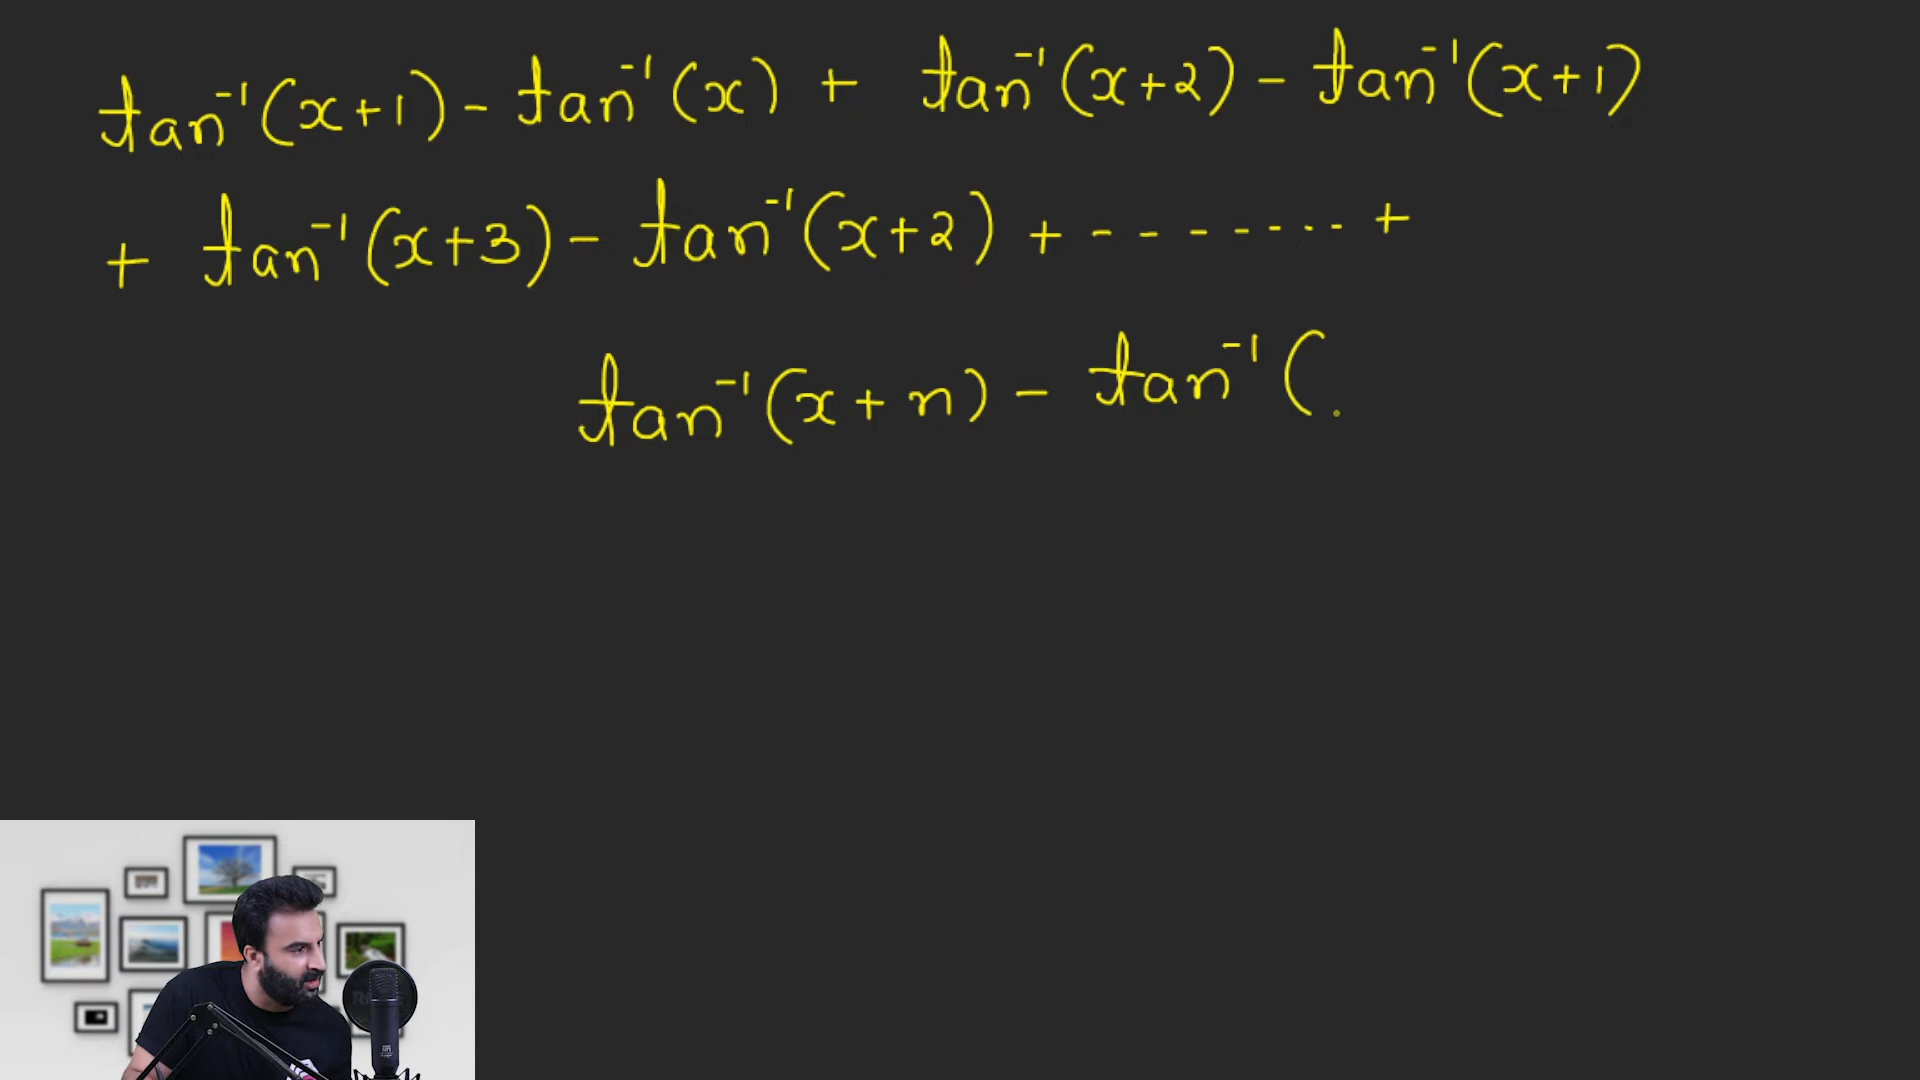 tan⁻¹(x+1) - tan⁻¹(x) + tan⁻¹(x+2) - tan⁻¹(x+1)
+ tan⁻¹(x+3) - tan⁻¹(x+2) + - - - - - - - +
tan⁻¹(x+n) - tan⁻¹(